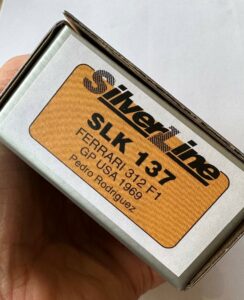 SilverLine
SLK 137
FERRARI 312 F1
GP USA 1969
Pedro Rodriguez